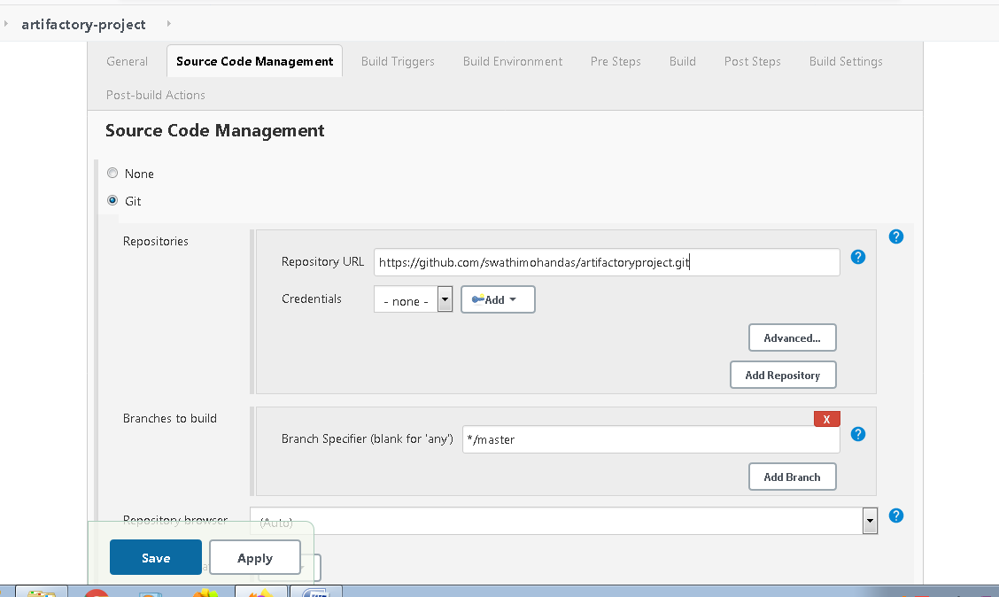 artifactory-project
General Source Code Management Build Triggers Build Environment Pre Steps Build Post Steps Build Settings
Post-build Actions
Source Code Management
None
Git
Repositories
?
Repository URL https://github.com/swathimohandas/artifactoryproject.git ?
Credentials - none - Add
Advanced...
Add Repository
Branches to build
X
Branch Specifier (blank for 'any') */master ?
Add Branch
Repository browser (Auto) ?
Save Apply